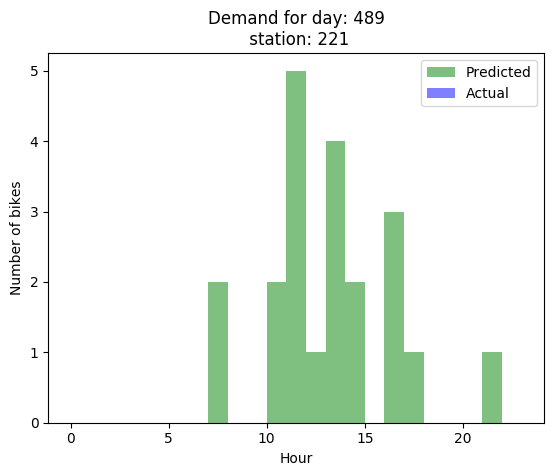 Demand for day: 489
station: 221
Predicted
Actual
Number of bikes
5
4
3
2
1
0
0
5
10
15
20
Hour